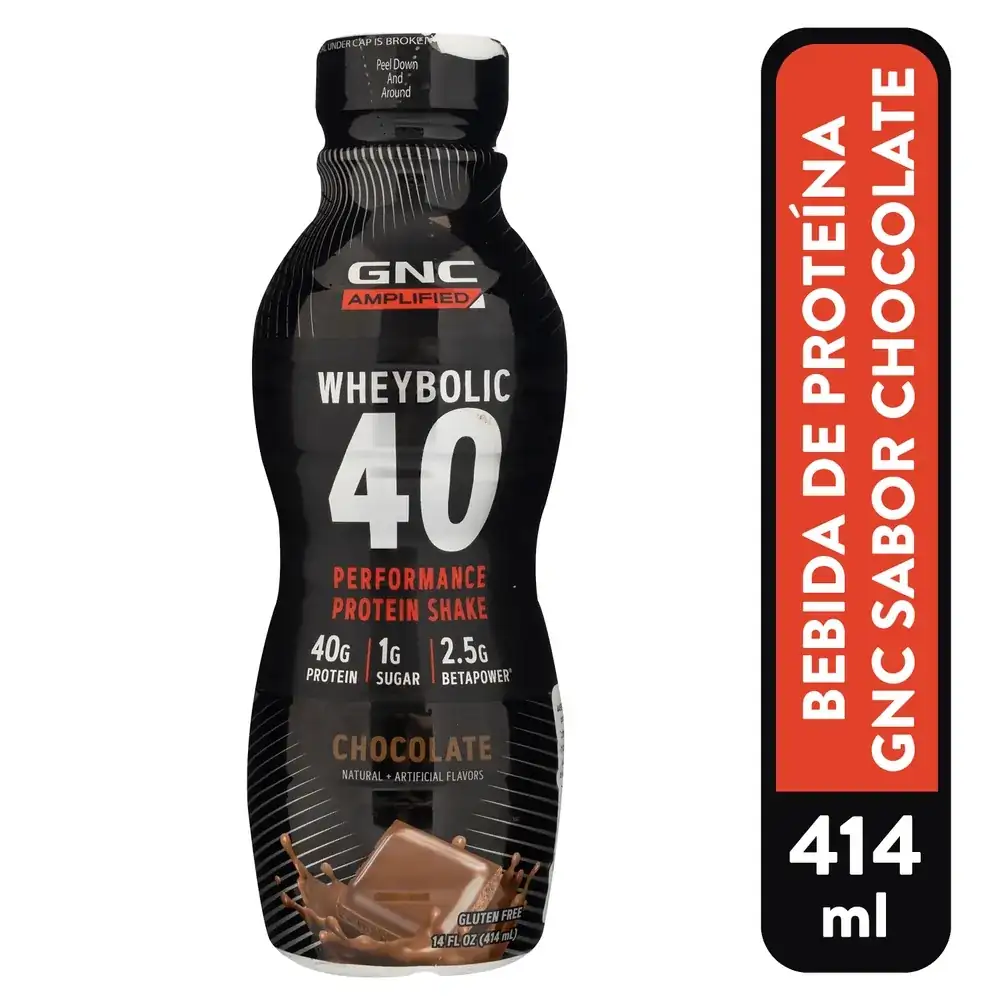 UNDER CAP IS BROKEN
Peel Down
And
Around
GNC
AMPLIFIED
WHEYBOLIC
40
PERFORMANCE
PROTEIN SHAKE
40G
PROTEIN
1G
SUGAR
2.5G
BETAPOWER®
CHOCOLATE
NATURAL + ARTIFICIAL FLAVORS
GLUTEN FREE
14 FL OZ (414 mL)
BEBIDA DE PROTEÍNA
GNC SABOR CHOCOLATE
414
ml